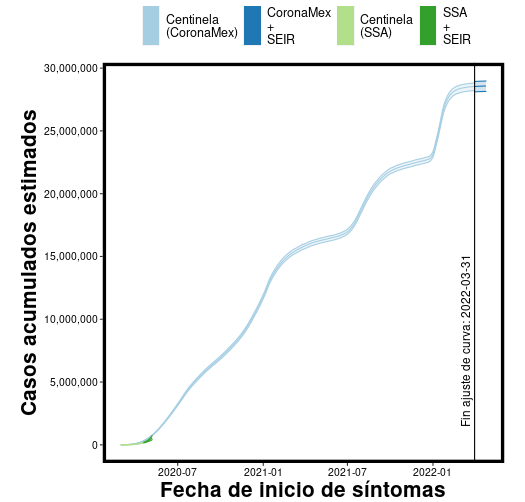 Centinela
(CoronaMex)
CoronaMex
+
SEIR
Centinela
(SSA)
SSA
+
SEIR
Casos acumulados estimados
30,000,000
25,000,000
20,000,000
15,000,000
10,000,000
5,000,000
0
Fin ajuste de curva: 2022-03-31
2020-07
2021-01
2021-07
2022-01
Fecha de inicio de síntomas